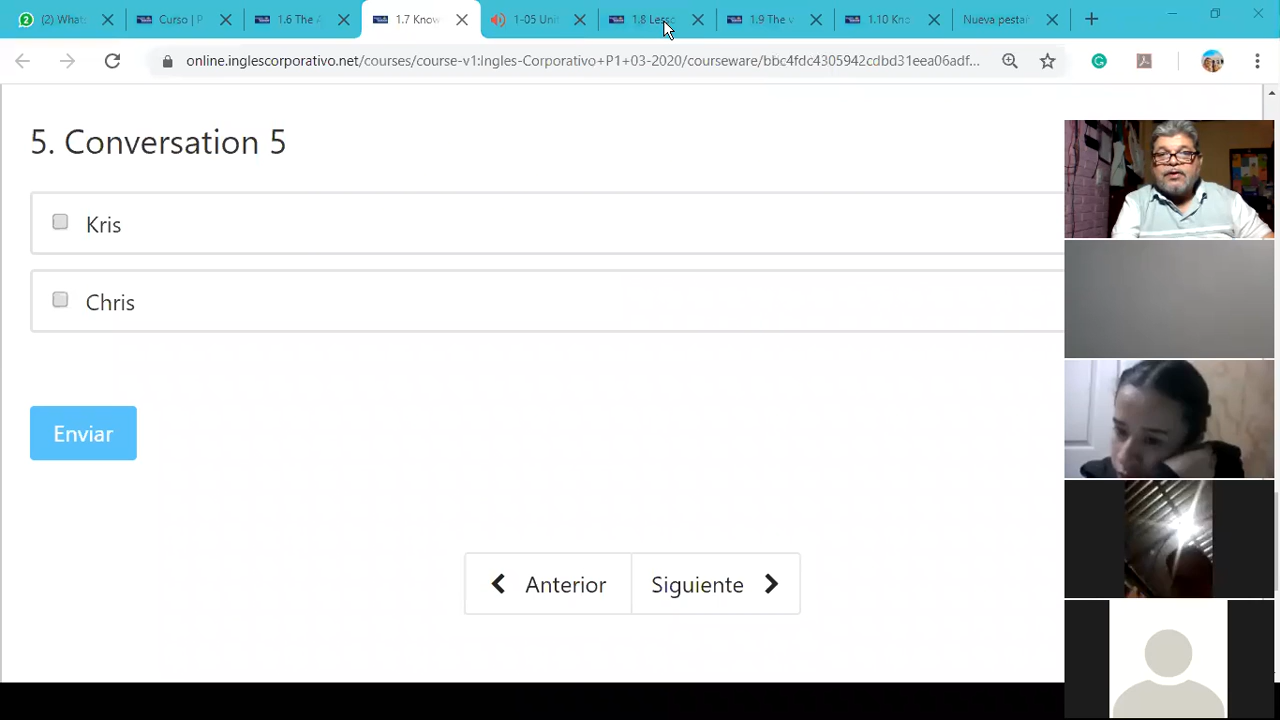 (2) What
Curso | P
1.6 The
1.7 Know
1-05 Uni
1.8 Less
1.9 The v
1.10 Kno
Nueva pesta
online.inglescorporativo.net/courses/course-v1:Ingles-Corporativo+P1+03-2020/courseware/bbc4fdc4305942cdbd31eea06adf...
5. Conversation 5
Kris
Chris
Enviar
Anterior
Siguiente